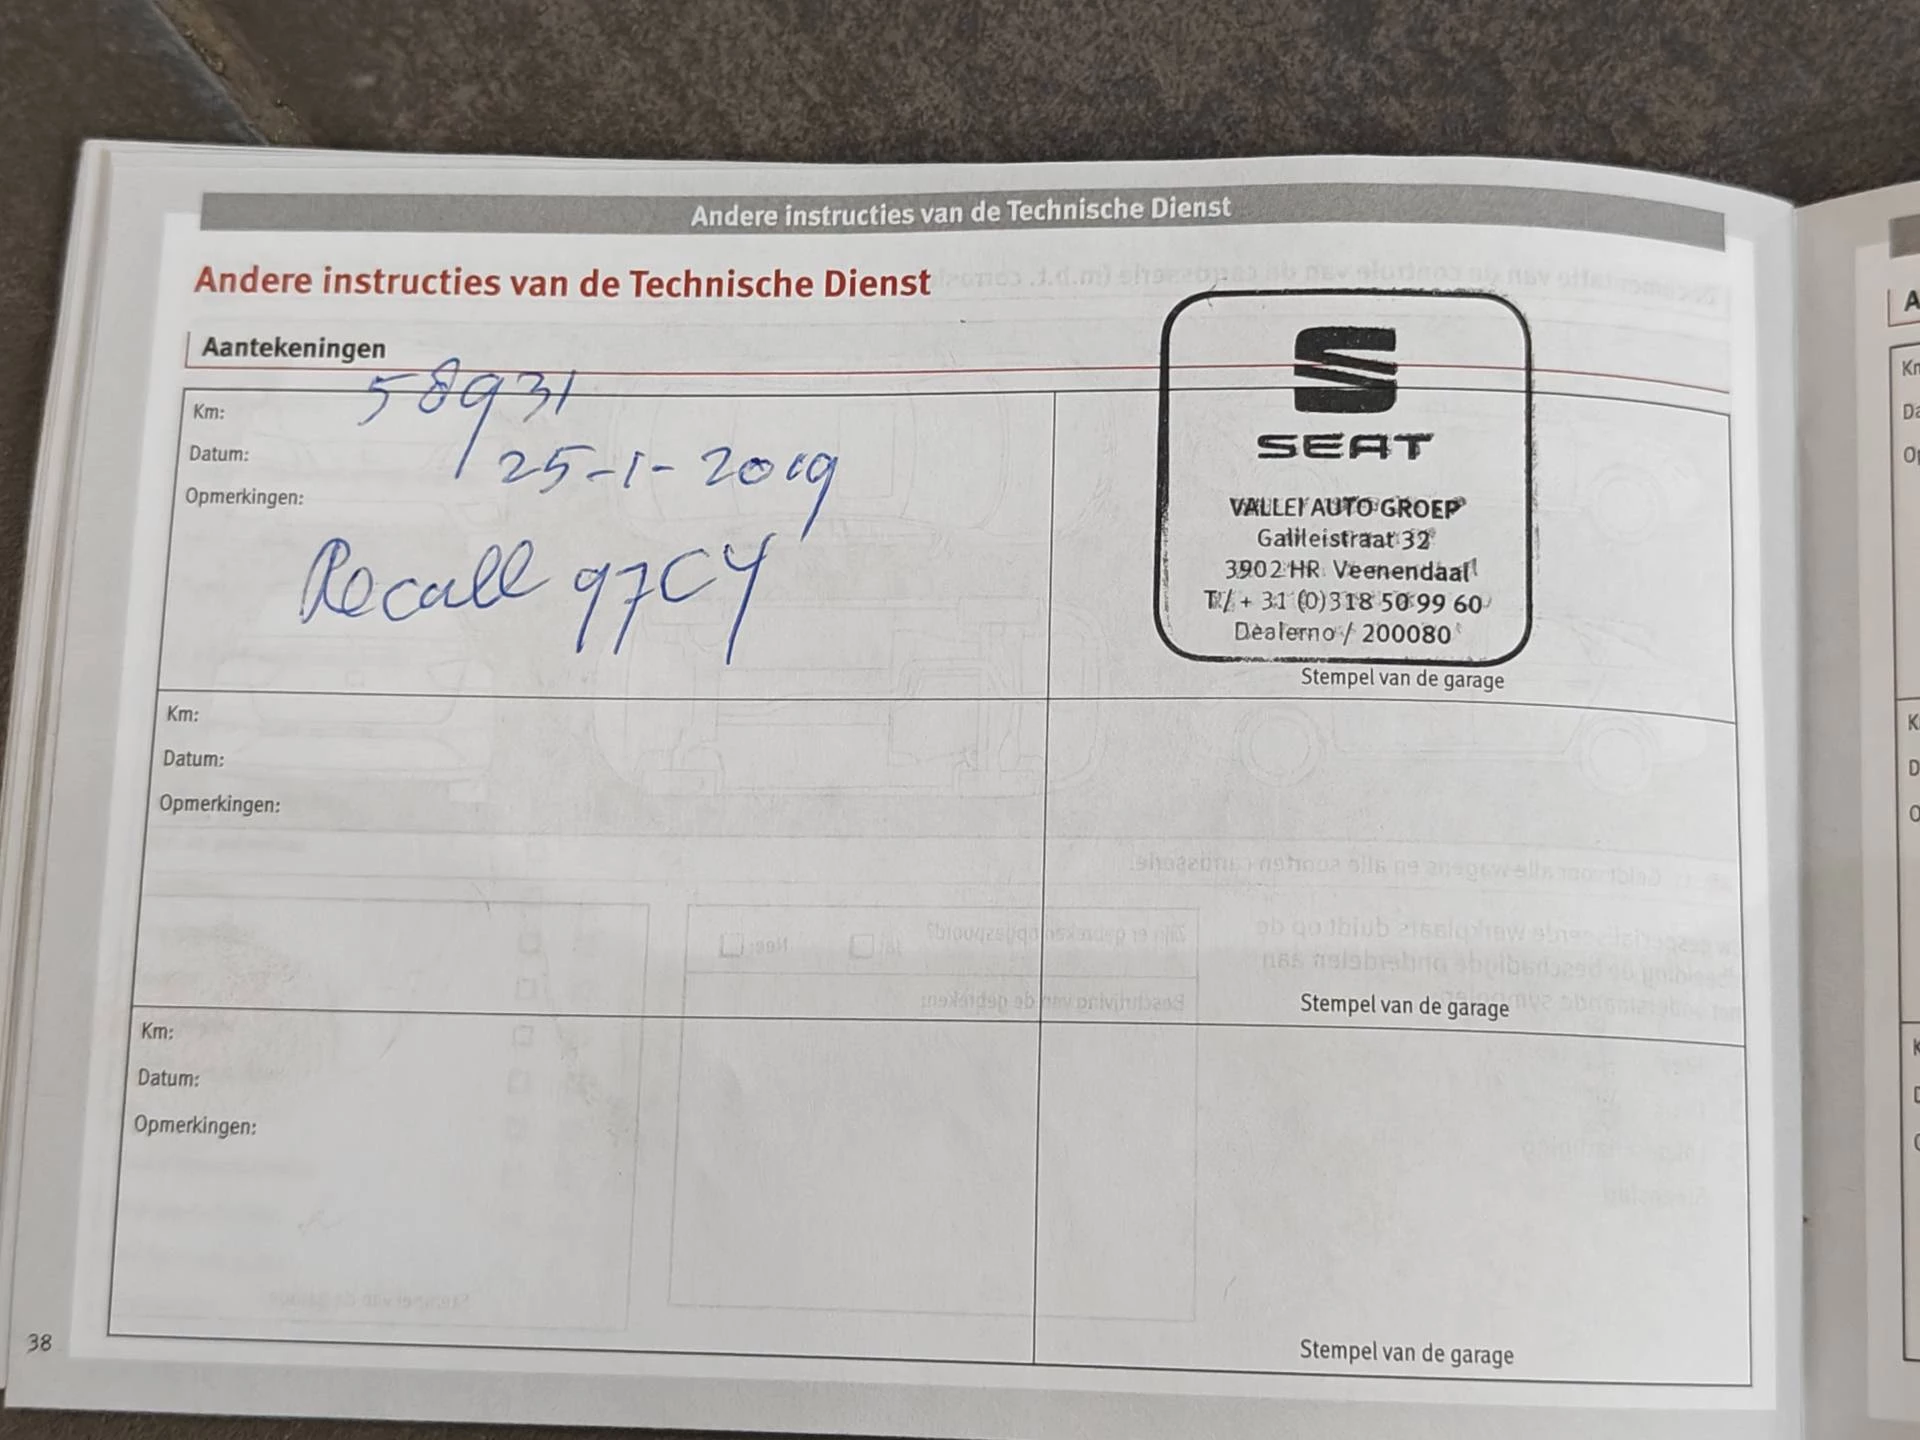 Andere instructies van de Technische Dienst
Andere instructies van de Technische Dienst
Aantekeningen
Km: 58931
Datum: 25-1-2019
Opmerkingen:
Recall 97CY
SEAT
VALLEI AUTO GROEP
Galileistraat 32
3902 HR Veenendaal
T / + 31 (0)318 50 99 60
Dealerno / 200080
Stempel van de garage
Km:
Datum:
Opmerkingen:
Stempel van de garage
Km:
Datum:
Opmerkingen:
Stempel van de garage
38